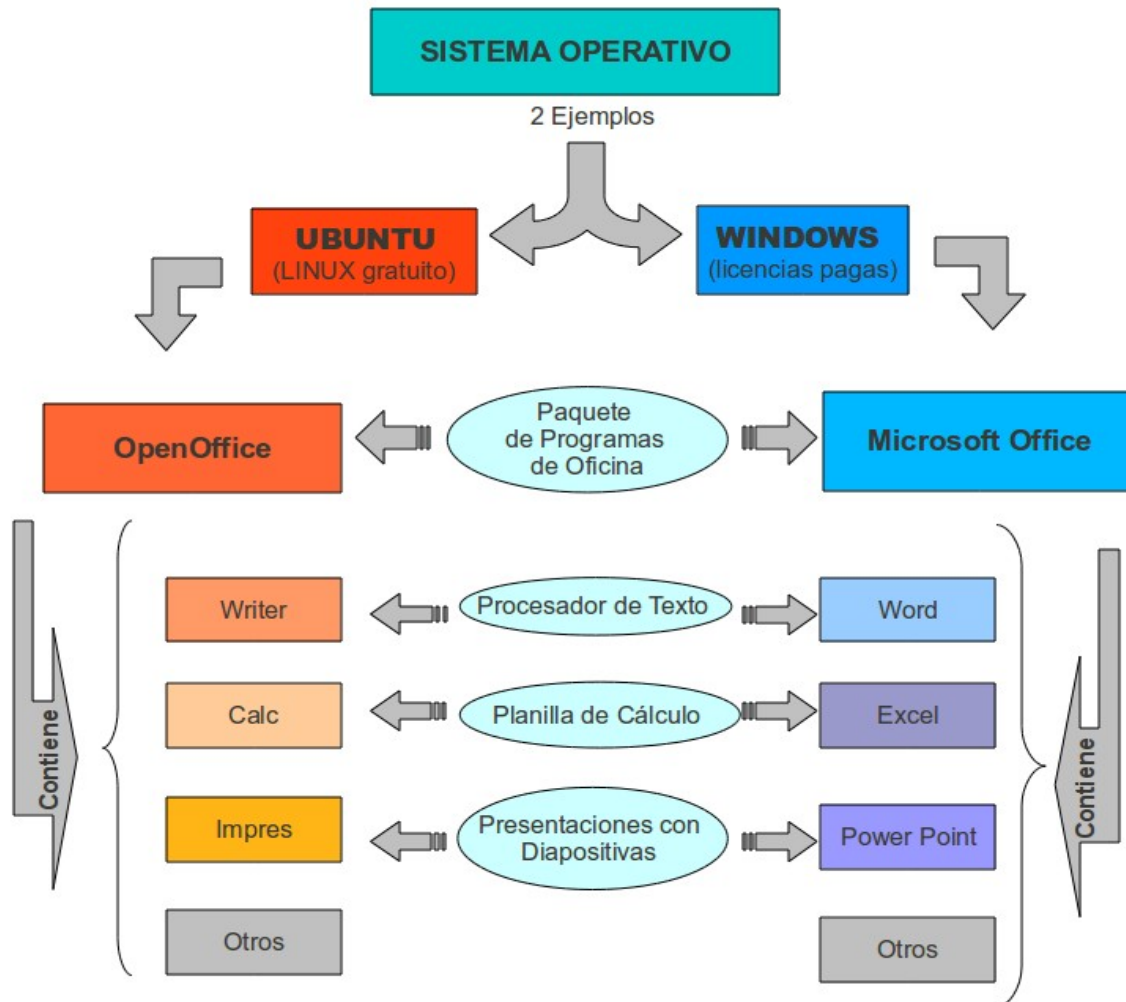 SISTEMA OPERATIVO
2 Ejemplos
UBUNTU
(LINUX gratuito)
WINDOWS
(licencias pagas)
OpenOffice
Paquete
de Programas
de Oficina
Microsoft Office
Contiene
Writer
Procesador de Texto
Word
Calc
Planilla de Cálculo
Excel
Impres
Presentaciones con
Diapositivas
Power Point
Otros
Otros
Contiene